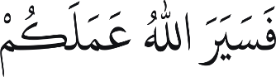 فَسَيَرَ اللهُ عَمَلَكُمْ